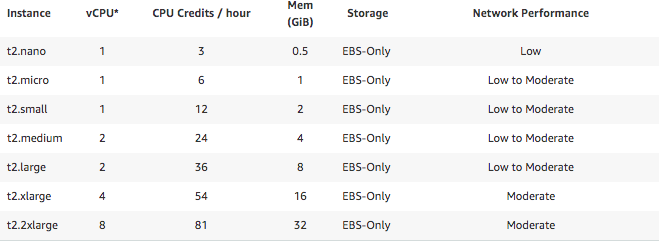 Instance vCPU* CPU Credits / hour Mem (GiB) Storage Network Performance
t2.nano 1 3 0.5 EBS-Only Low
t2.micro 1 6 1 EBS-Only Low to Moderate
t2.small 1 12 2 EBS-Only Low to Moderate
t2.medium 2 24 4 EBS-Only Low to Moderate
t2.large 2 36 8 EBS-Only Low to Moderate
t2.xlarge 4 54 16 EBS-Only Moderate
t2.2xlarge 8 81 32 EBS-Only Moderate